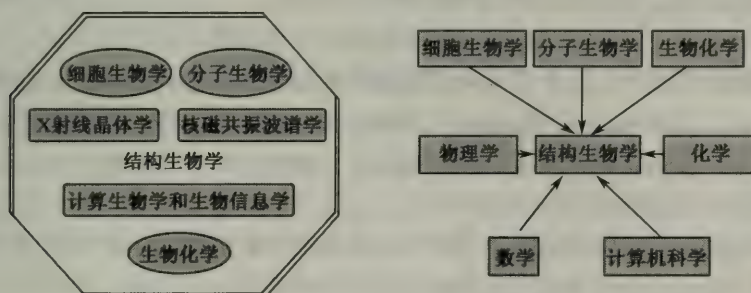 细胞生物学 分子生物学
X射线晶体学 核磁共振波谱学
结构生物学
计算生物学和生物信息学
生物化学
细胞生物学 分子生物学 生物化学
物理学 结构生物学 化学
数学 计算机科学